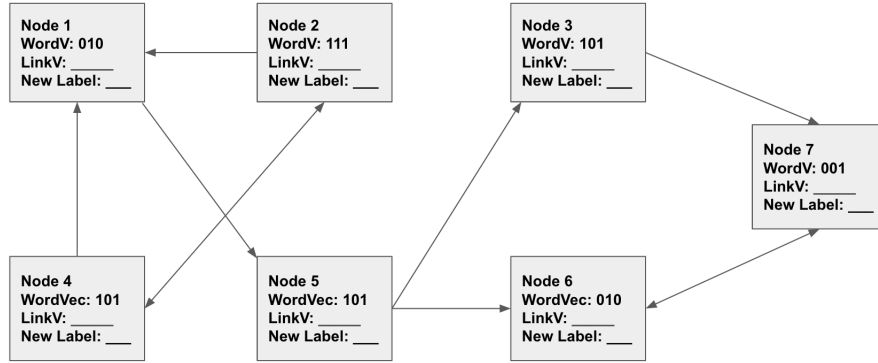 Node 1
WordV: 010
LinkV: _____
New Label: ___
Node 2
WordV: 111
LinkV: _____
New Label: ___
Node 3
WordV: 101
LinkV: _____
New Label: ___
Node 7
WordV: 001
LinkV: _____
New Label: ___
Node 4
WordVec: 101
LinkV: _____
New Label: ___
Node 5
WordVec: 101
LinkV: _____
New Label: ___
Node 6
WordVec: 010
LinkV: _____
New Label: ___